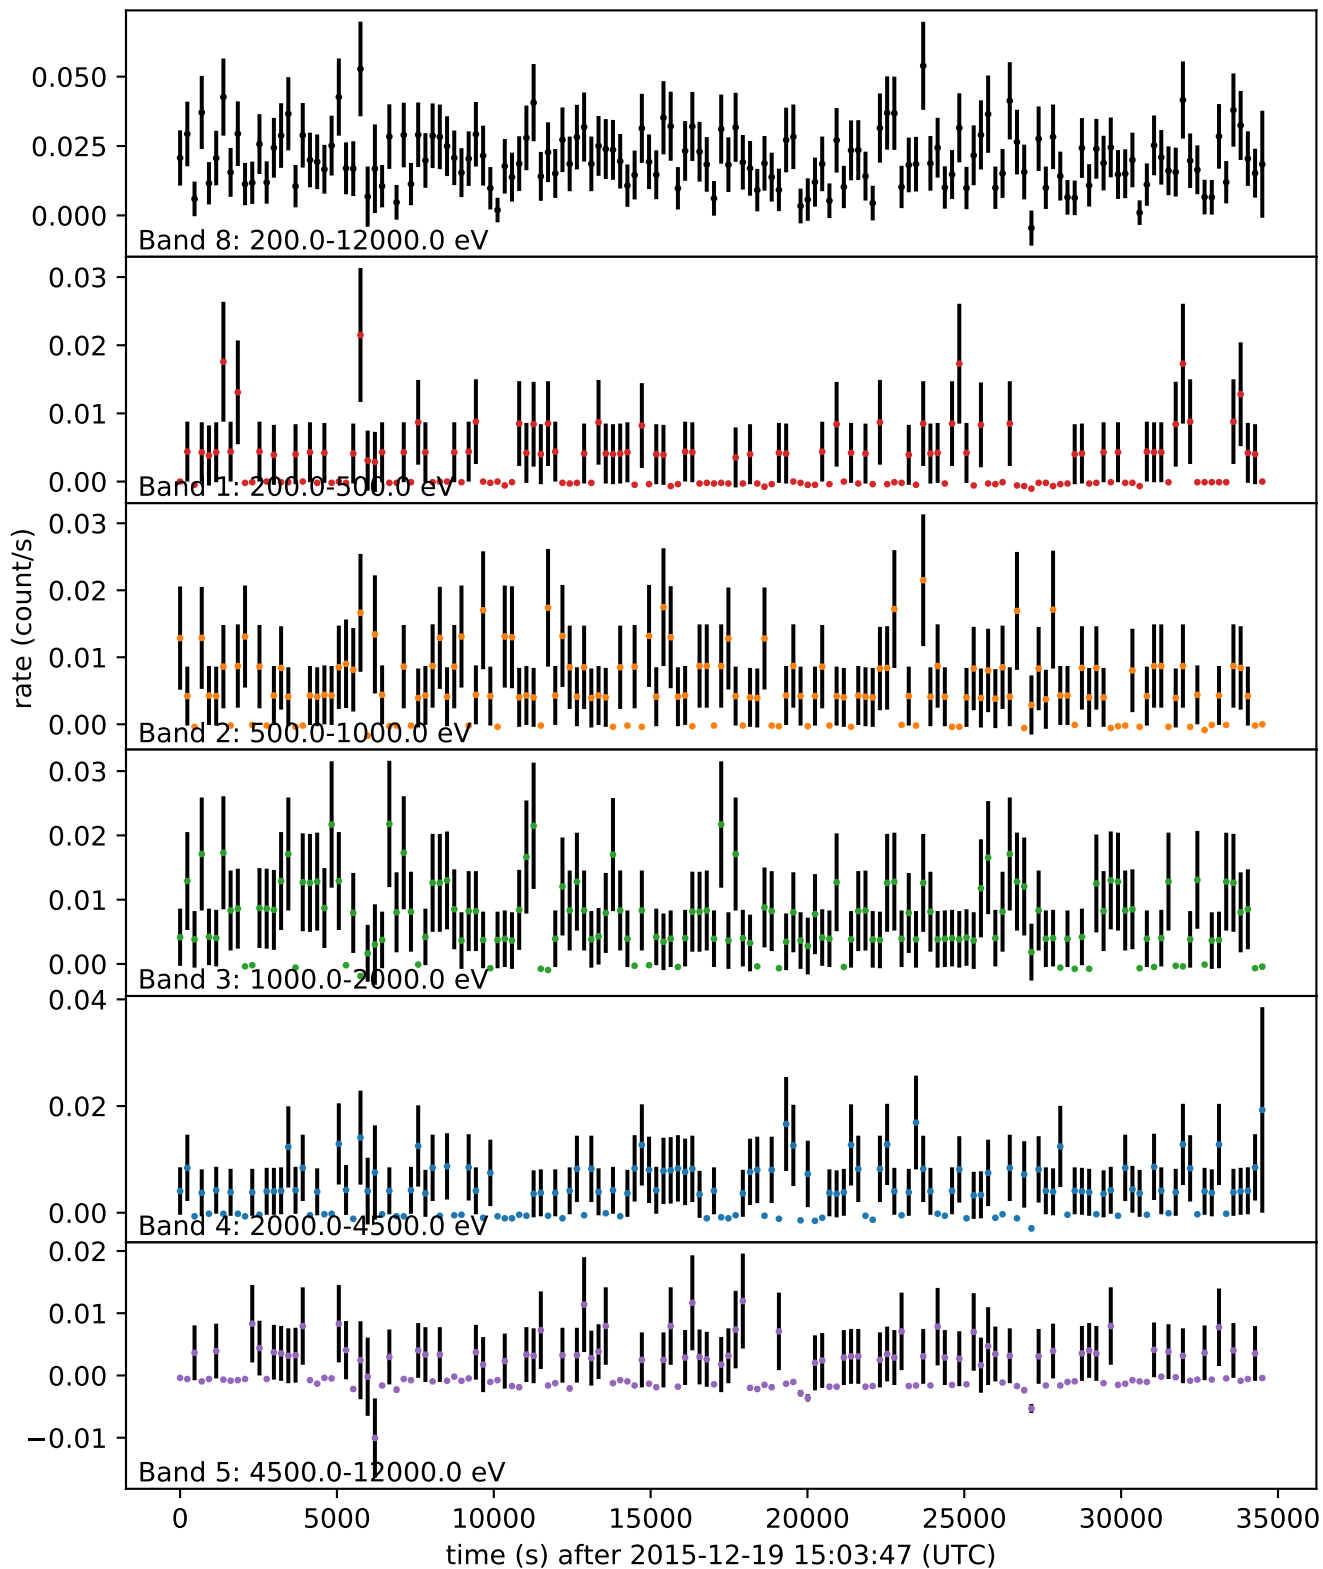 0.050
0.025
0.000
Band 8: 200.0-12000.0 eV
0.03
0.02
0.01
0.00
Band 1: 200.0-500.0 eV
rate (count/s)
0.03
0.02
0.01
0.00
Band 2: 500.0-1000.0 eV
0.03
0.02
0.01
0.00
Band 3: 1000.0-2000.0 eV
0.04
0.02
0.00
Band 4: 2000.0-4500.0 eV
0.02
0.01
0.00
−0.01
Band 5: 4500.0-12000.0 eV
0 5000 10000 15000 20000 25000 30000 35000
time (s) after 2015-12-19 15:03:47 (UTC)